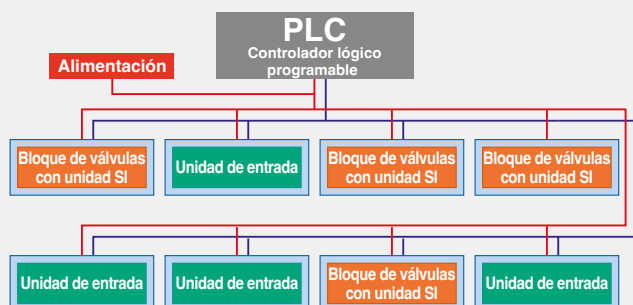 PLC
Controlador lógico
programable
Alimentación
Bloque de válvulas
con unidad SI
Unidad de entrada
Bloque de válvulas
con unidad SI
Bloque de válvulas
con unidad SI
Unidad de entrada
Unidad de entrada
Bloque de válvulas
con unidad SI
Unidad de entrada